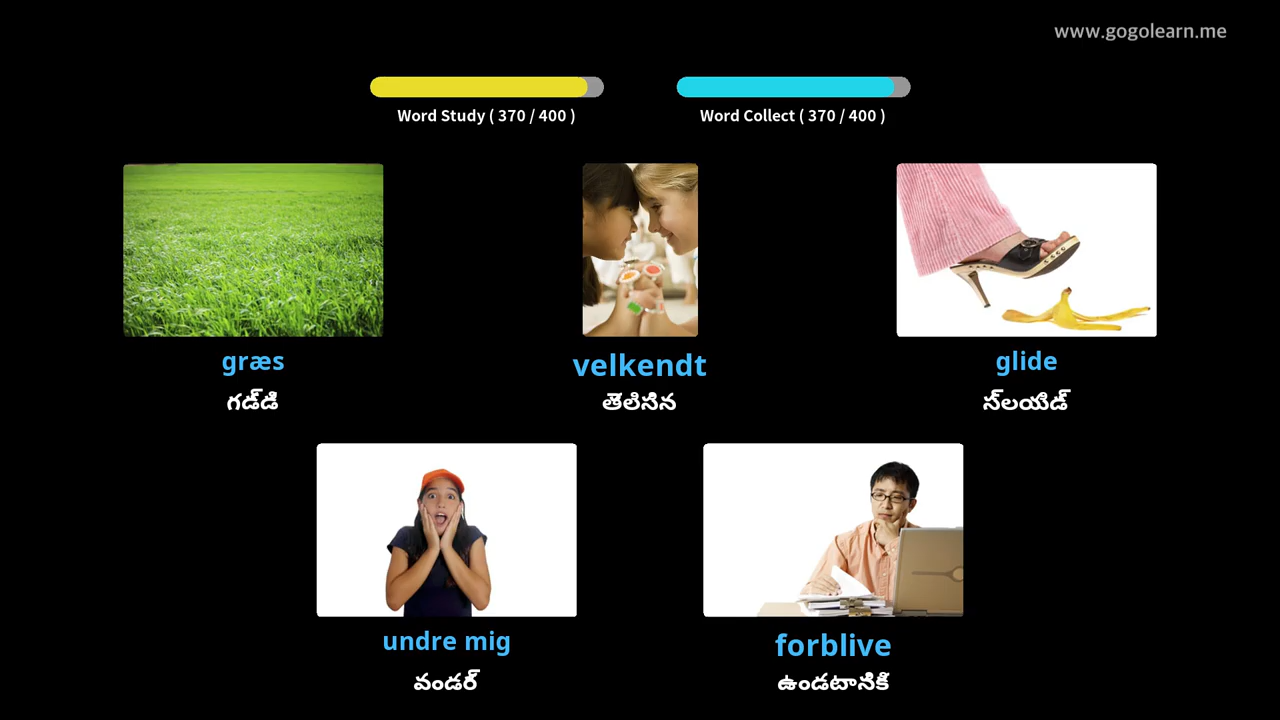 www.gogolearn.me
Word Study ( 370 / 400 )
Word Collect ( 370 / 400 )
græs
గడ్డి
velkendt
తెలిసిన
glide
స్లయిడ్
undre mig
వండర్
forblive
ఉండటానికి